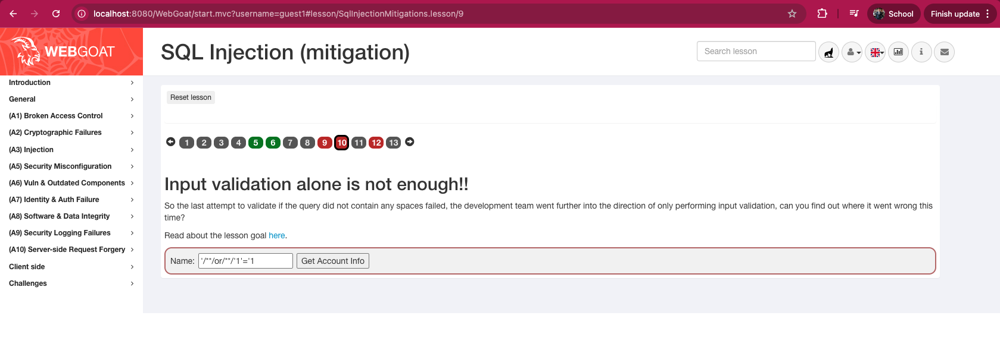 localhost:8080/WebGoat/start.mvc?username=guest1#lesson/SqlInjectionMitigations.lesson/9
School
Finish update
WEBGOAT
SQL Injection (mitigation)
Search lesson
Introduction
General
(A1) Broken Access Control
(A2) Cryptographic Failures
(A3) Injection
(A5) Security Misconfiguration
(A6) Vuln & Outdated Components
(A7) Identity & Auth Failure
(A8) Software & Data Integrity
(A9) Security Logging Failures
(A10) Server-side Request Forgery
Client side
Challenges
Reset lesson
1 2 3 4 5 6 7 8 9 10 11 12 13
Input validation alone is not enough!!
So the last attempt to validate if the query did not contain any spaces failed, the development team went further into the direction of only performing input validation, can you find out where it went wrong this
time?
Read about the lesson goal here.
Name: '/**/or/**/'1'='1 Get Account Info